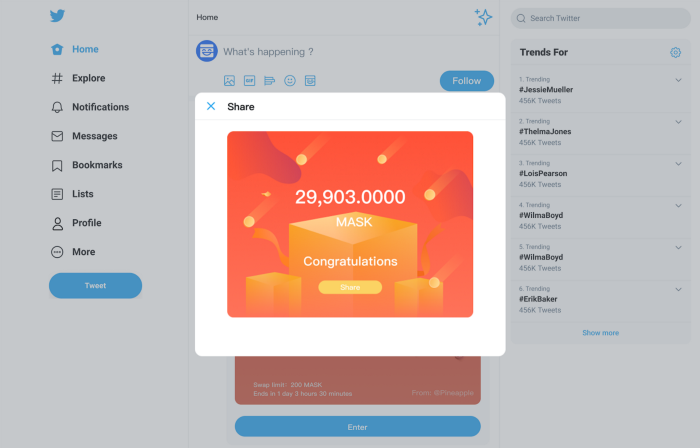 Home
Explore
Notifications
Messages
Bookmarks
Lists
Profile
More
Tweet
Home
What's happening ?
GIF
Follow
Share
29,903.0000
MASK
Congratulations
Share
Swap limit: 200 MASK
Ends in 1 day 3 hours 30 minutes
From: @Pineapple
Enter
Search Twitter
Trends For
1. Trending
#JessieMueller
456K Tweets
2. Trending
#ThelmaJones
456K Tweets
3. Trending
#LoisPearson
456K Tweets
4. Trending
#WilmaBoyd
456K Tweets
5. Trending
#WilmaBoyd
456K Tweets
6. Trending
#ErikBaker
456K Tweets
Show more